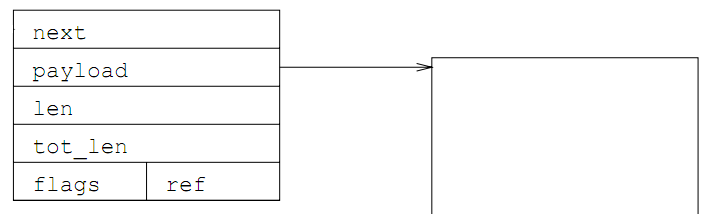 next
payload
len
tot_len
flags ref